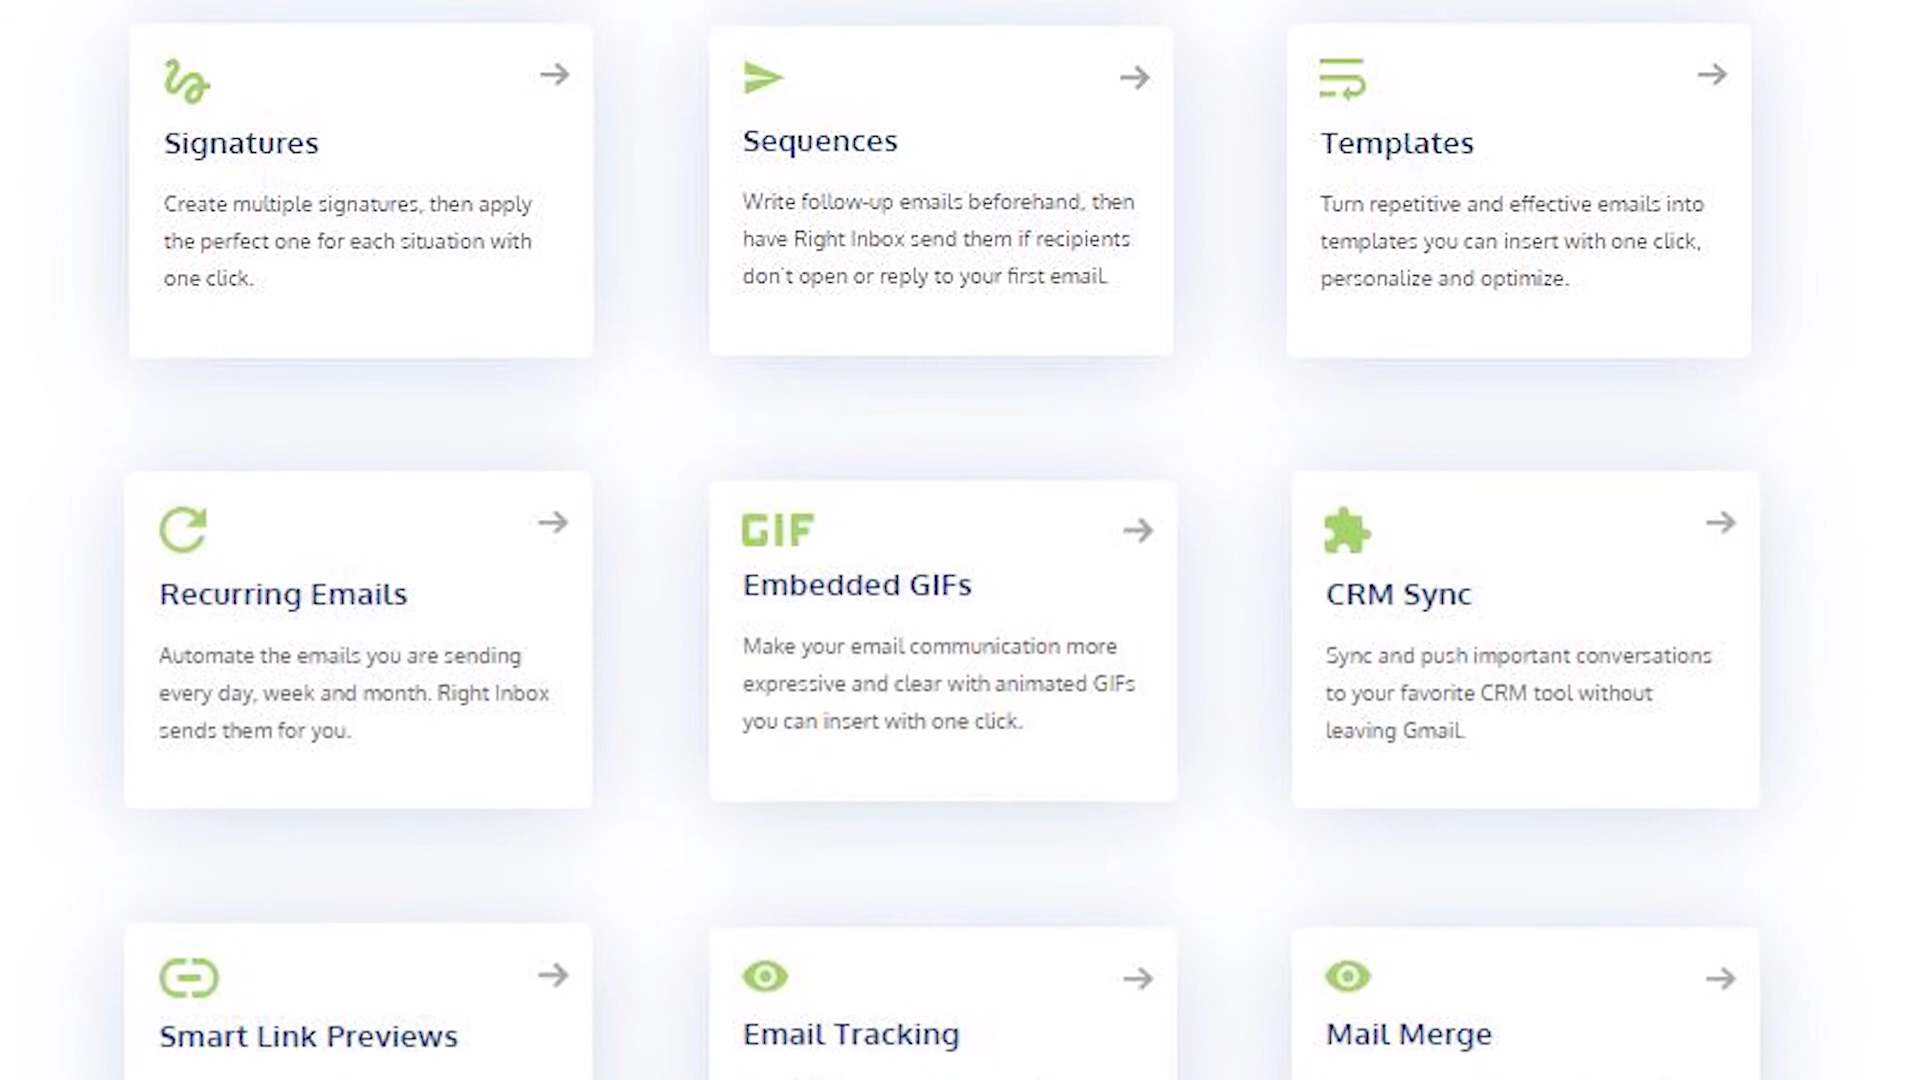 Signatures
Create multiple signatures, then apply
the perfect one for each situation with
one click.
Sequences
Write follow-up emails beforehand, then
have Right Inbox send them if recipients
don't open or reply to your first email.
Templates
Turn repetitive and effective emails into
templates you can insert with one click,
personalize and optimize.
Recurring Emails
Automate the emails you are sending
every day, week and month. Right Inbox
sends them for you.
GIF
Embedded GIFs
Make your email communication more
expressive and clear with animated GIFs
you can insert with one click.
CRM Sync
Sync and push important conversations
to your favorite CRM tool without
leaving Gmail.
Smart Link Previews
Email Tracking
Mail Merge